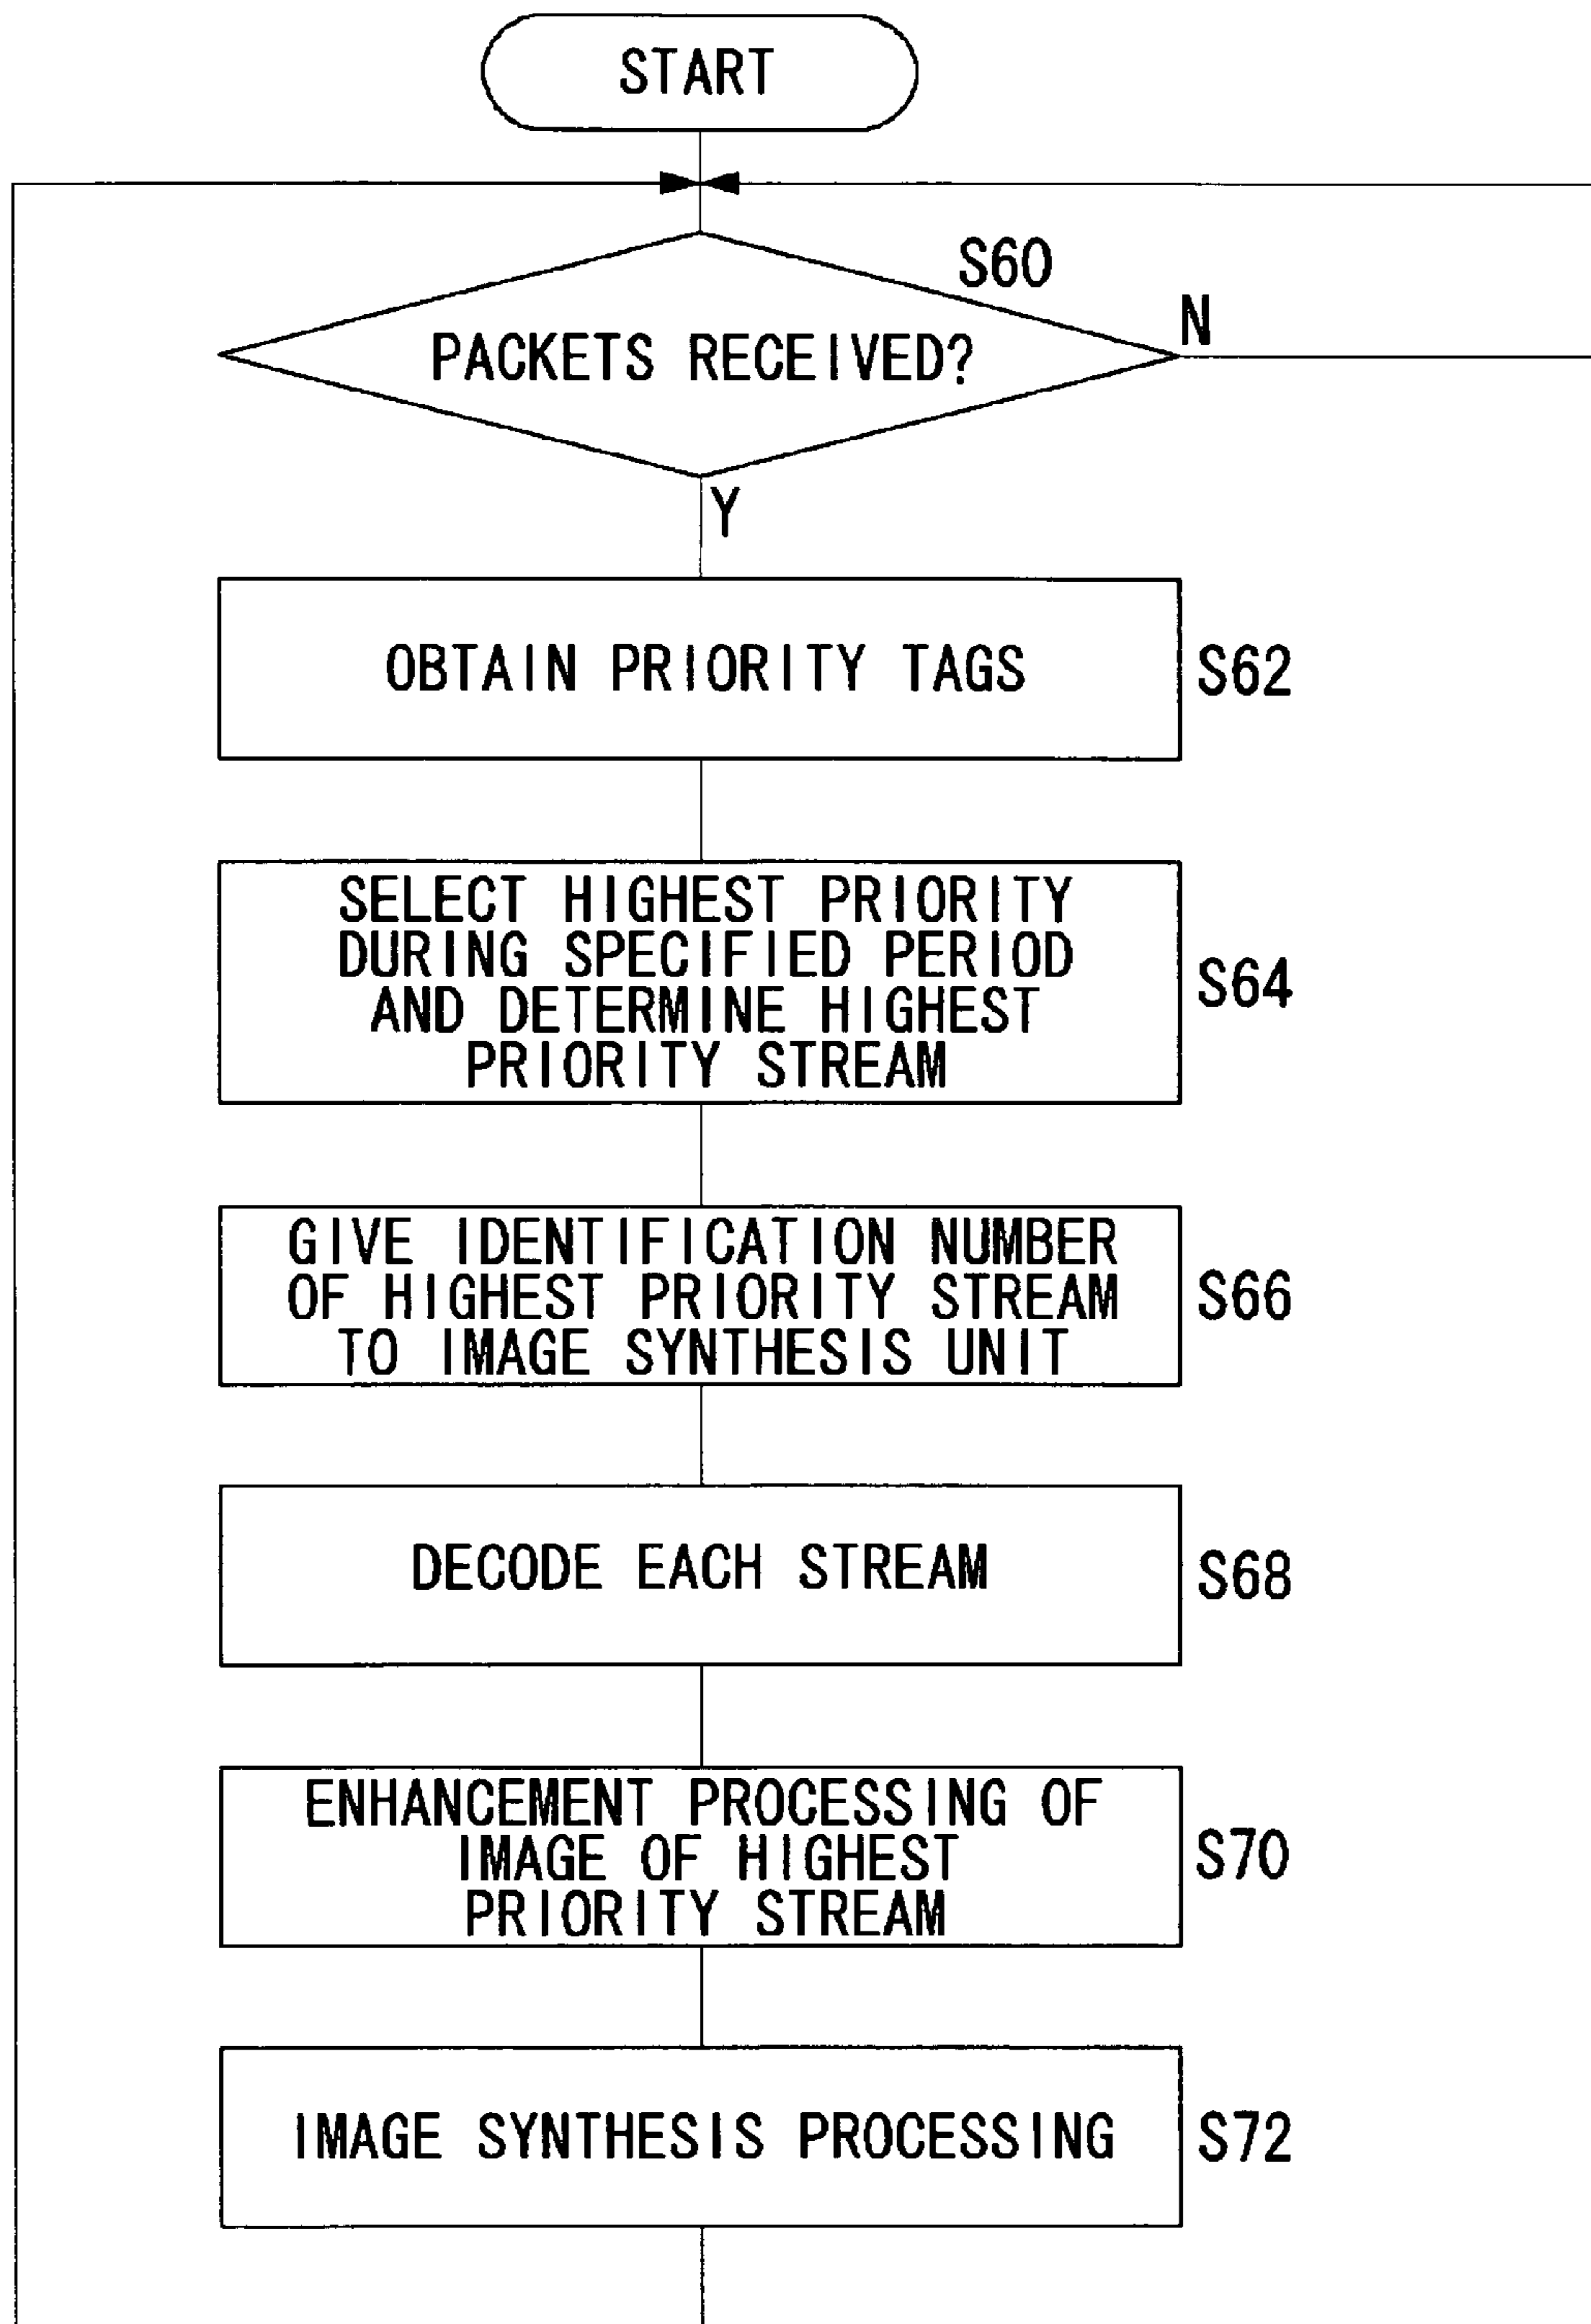 START
S60
PACKETS RECEIVED?
N
Y
OBTAIN PRIORITY TAGS
S62
SELECT HIGHEST PRIORITY
DURING SPECIFIED PERIOD
AND DETERMINE HIGHEST
PRIORITY STREAM
S64
GIVE IDENTIFICATION NUMBER
OF HIGHEST PRIORITY STREAM
TO IMAGE SYNTHESIS UNIT
S66
DECODE EACH STREAM
S68
ENHANCEMENT PROCESSING OF
IMAGE OF HIGHEST
PRIORITY STREAM
S70
IMAGE SYNTHESIS PROCESSING
S72